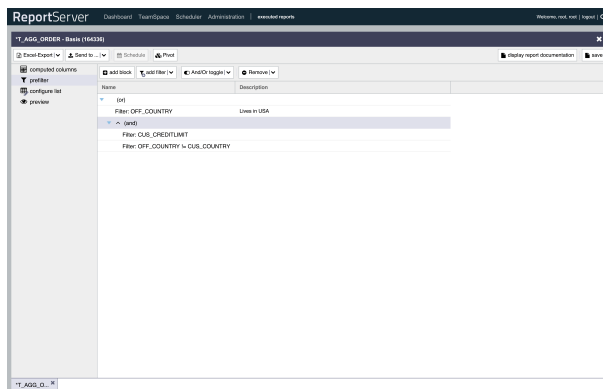 ReportServer Dashboard TeamSpace Scheduler Administration | executed reports Welcome, root, root | logout |
*T_AGG_ORDER - Basis (164336)
Excel-Export | Send to ... | Schedule Pivot display report documentation save
computed columns
prefilter
configure list
preview
add block add filter | And/Or toggle | Remove |
Name Description
(or)
Filter: OFF_COUNTRY Lives in USA
(and)
Filter: CUS_CREDITLIMIT
Filter: OFF_COUNTRY != CUS_COUNTRY
*T_AGG_O...